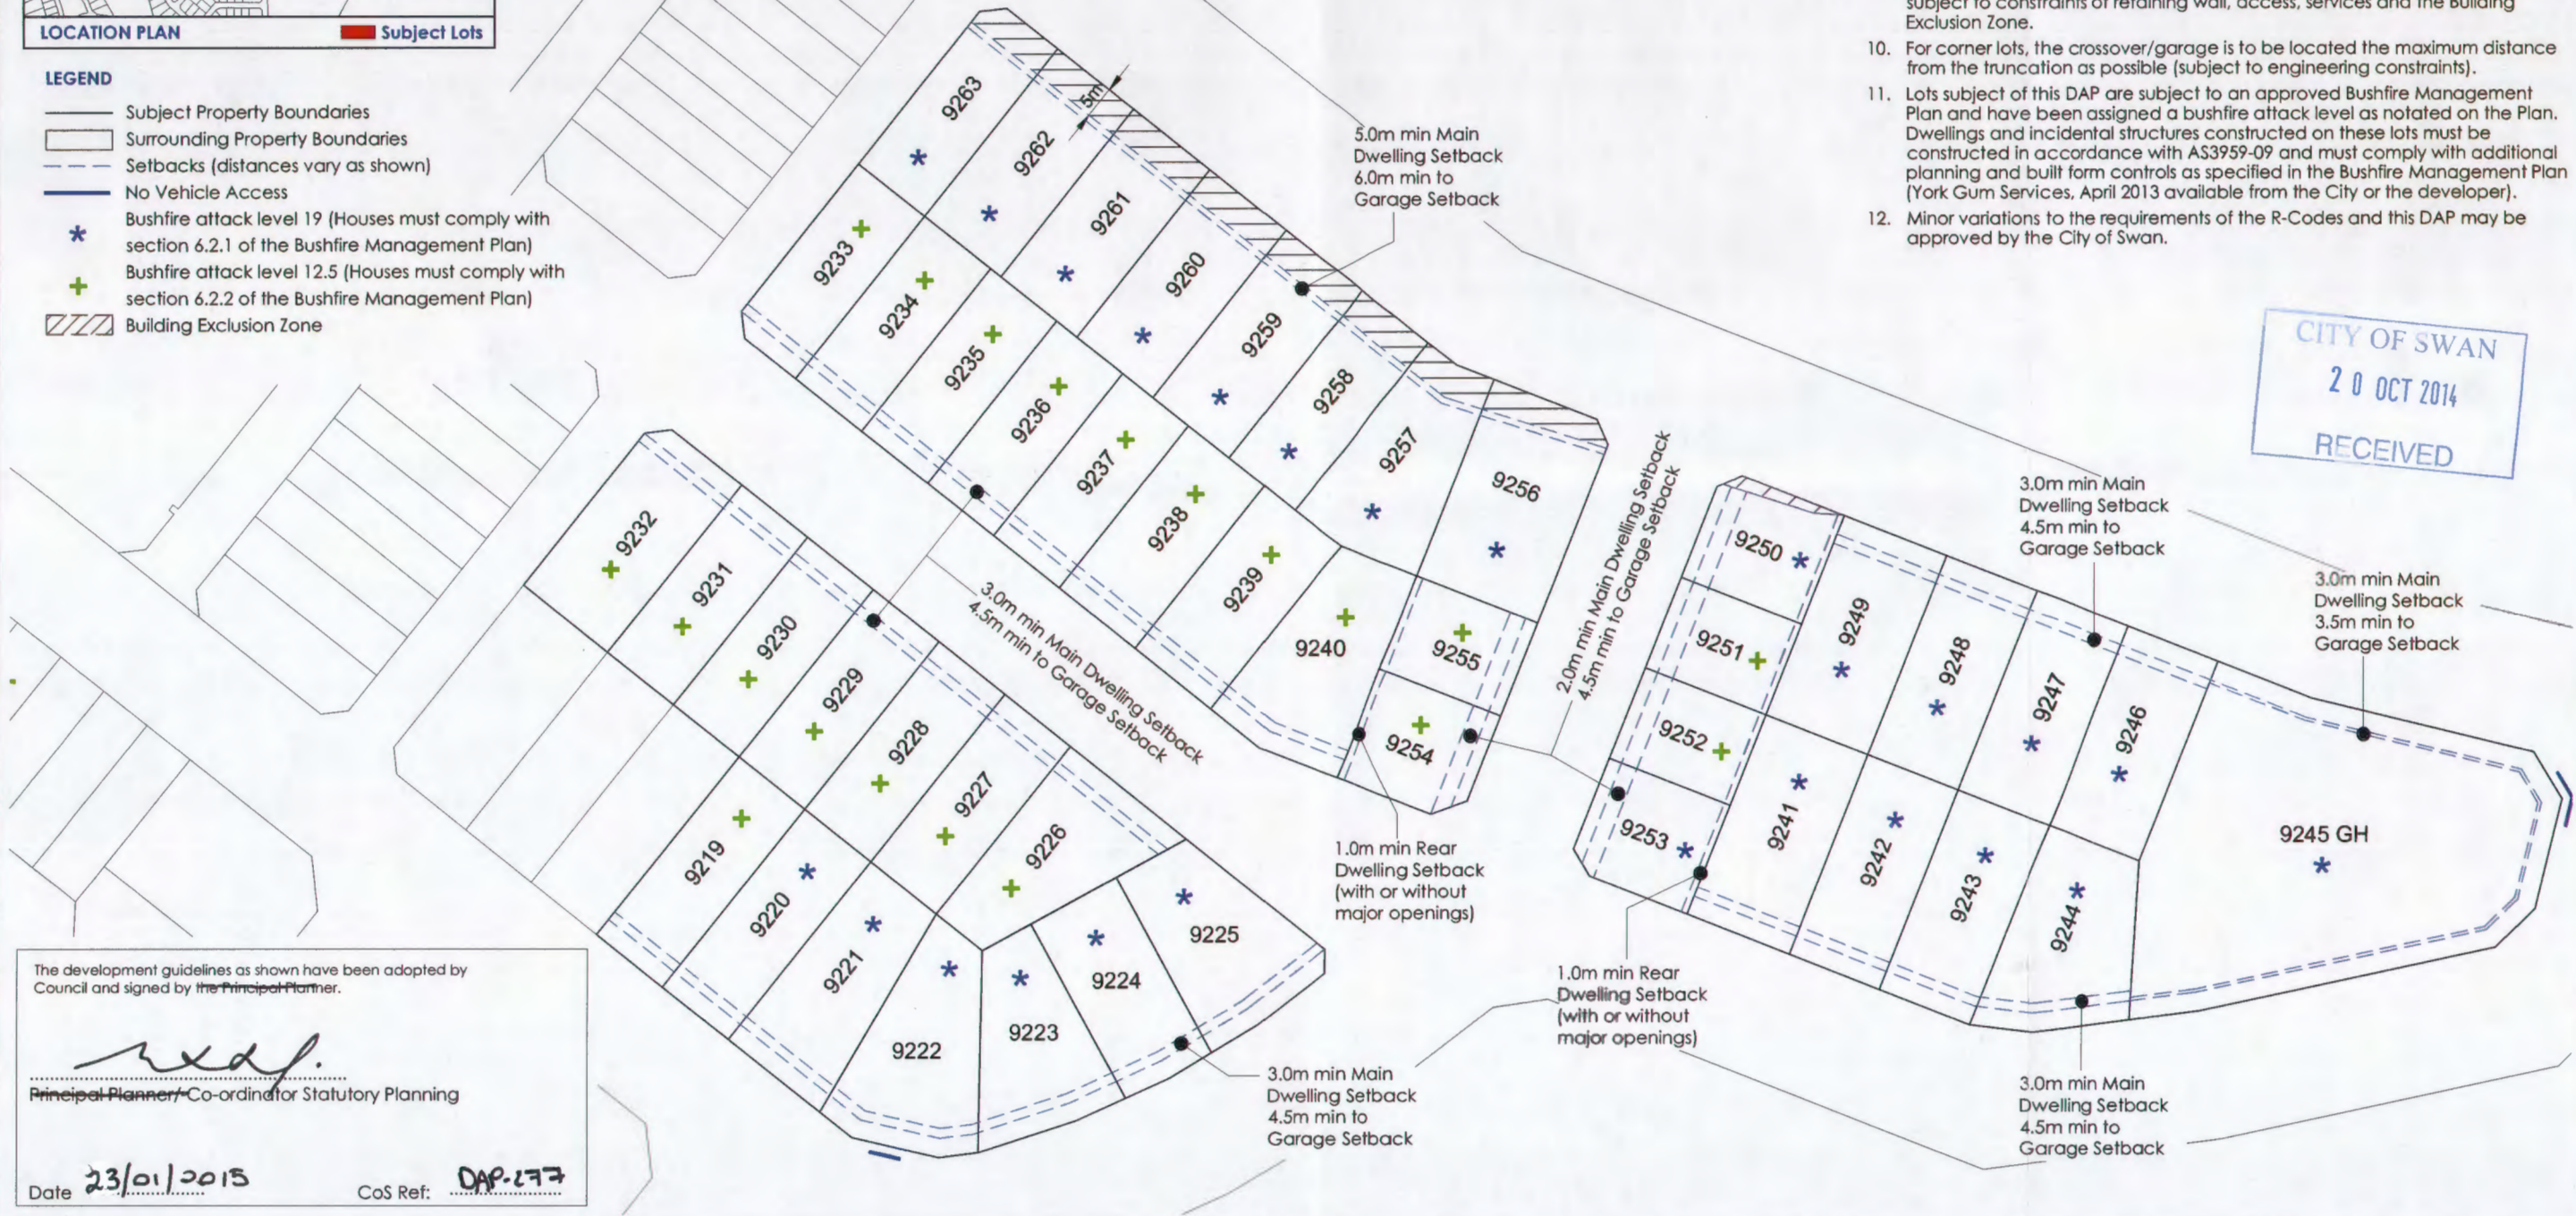 LOCATION PLAN
Subject Lots
LEGEND
Subject Property Boundaries
Surrounding Property Boundaries
Setbacks (distances vary as shown)
No Vehicle Access
Bushfire attack level 19 (Houses must comply with
section 6.2.1 of the Bushfire Management Plan)
Bushfire attack level 12.5 (Houses must comply with
section 6.2.2 of the Bushfire Management Plan)
Building Exclusion Zone
subject to constraints of retaining wall, access, services and the Building
Exclusion Zone.
10. For corner lots, the crossover/garage is to be located the maximum distance
from the truncation as possible (subject to engineering constraints).
11. Lots subject of this DAP are subject to an approved Bushfire Management
Plan and have been assigned a bushfire attack level as notated on the Plan.
Dwellings and incidental structures constructed on these lots must be
constructed in accordance with AS3959-09 and must comply with additional
planning and built form controls as specified in the Bushfire Management Plan
(York Gum Services, April 2013 available from the City or the developer).
12. Minor variations to the requirements of the R-Codes and this DAP may be
approved by the City of Swan.
CITY OF SWAN
20 OCT 2014
RECEIVED
5m
5.0m min Main
Dwelling Setback
6.0m min to
Garage Setback
9263
9262
9261
9260
9259
9258
9257
9256
9233
9234
9235
9236
9237
9238
9239
9240
9255
9254
3.0m min Main Dwelling Setback
4.5m min to Garage Setback
2.0m min Main Dwelling Setback
4.5m min to Garage Setback
3.0m min Main
Dwelling Setback
4.5m min to
Garage Setback
3.0m min Main
Dwelling Setback
3.5m min to
Garage Setback
9232
9231
9230
9229
9228
9227
9226
9219
9220
9221
9222
9223
9224
9225
9250
9251
9252
9253
9249
9248
9247
9246
9241
9242
9243
9244
9245 GH
1.0m min Rear
Dwelling Setback
(with or without
major openings)
1.0m min Rear
Dwelling Setback
(with or without
major openings)
3.0m min Main
Dwelling Setback
4.5m min to
Garage Setback
3.0m min Main
Dwelling Setback
4.5m min to
Garage Setback
The development guidelines as shown have been adopted by
Council and signed by the Principal Planner.
Principal Planner/ Co-ordinator Statutory Planning
Date 23/01/2015
CoS Ref: DAP-277